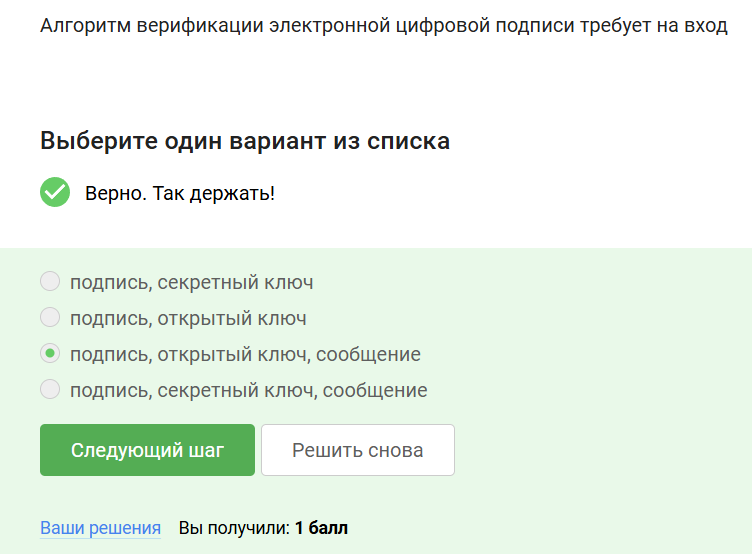 Алгоритм верификации электронной цифровой подписи требует на вход
Выберите один вариант из списка
Верно. Так держать!
подпись, секретный ключ
подпись, открытый ключ
подпись, открытый ключ, сообщение
подпись, секретный ключ, сообщение
Следующий шаг Решить снова
Ваши решения Вы получили: 1 балл